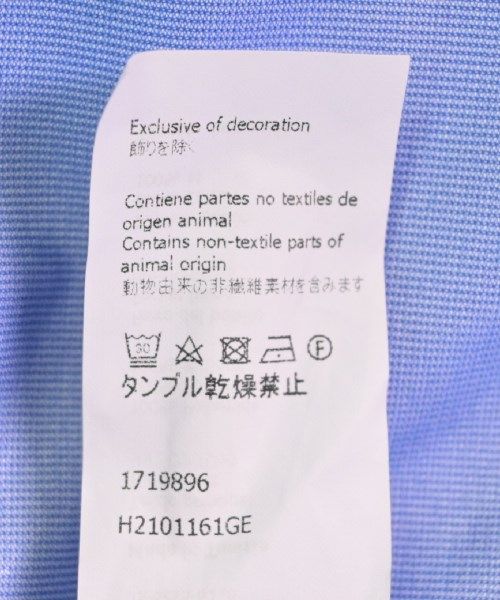 Exclusive of decoration
飾りを除く
Contiene partes no textiles de
origen animal
Contains non-textile parts of
animal origin
動物由来の非繊維素材を含みます
30 F
タンブル乾燥禁止
1719896
H2101161GE